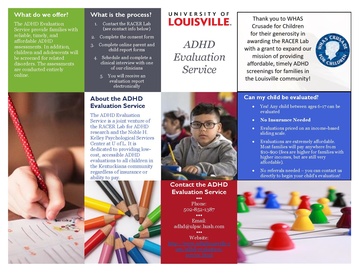 What do we offer!
The ADHD Evaluation
Service provides families with
reliable, timely, and
affordable ADHD
assessments. In addition,
children and adolescents will
be screened for related
disorders. The assessments
are conducted entirely
online.
What is the process?
1. Contact the RACER Lab
(see contact info below)
2. Complete the consent form
3. Complete online parent and
child report forms
4. Schedule and complete a
clinical interview with one
of our clinicians
5. You will receive an
evaluation report
electronically
About the ADHD
Evaluation Service
The ADHD Evaluation
Service is a joint venture of
the RACER Lab for ADHD
research and the Noble H.
Kelley Psychological Services
Center at U of L. It is
dedicated to providing low-
cost, accessible ADHD
evaluations to all children in
the Kentuckiana community
regardless of insurance or
ability to pay.
UNIVERSITY OF
LOUISVILLE.
ADHD
Evaluation
Service
Contact the ADHD
Evaluation Service
Phone:
502-852-1387
Email:
Website:
Thank you to WHAS
Crusade for Children
for their generosity in
awarding the RACER Lab
with a grant to expand our
mission of providing
affordable, timely ADHD
screenings for families in
the Louisville community!
WHAS CRUSADE
FOR CHILDREN
Can my child be evaluated?
Yes! Any child between ages 6-17 can be
evaluated
No Insurance Needed
Evaluations priced on an income-based
sliding scale.
Evaluations are extremely affordable:
Most families will pay anywhere from
(fees are higher for families with
higher incomes, but are still very
affordable).
No referrals needed – you can contact us
directly to begin your child's evaluation!